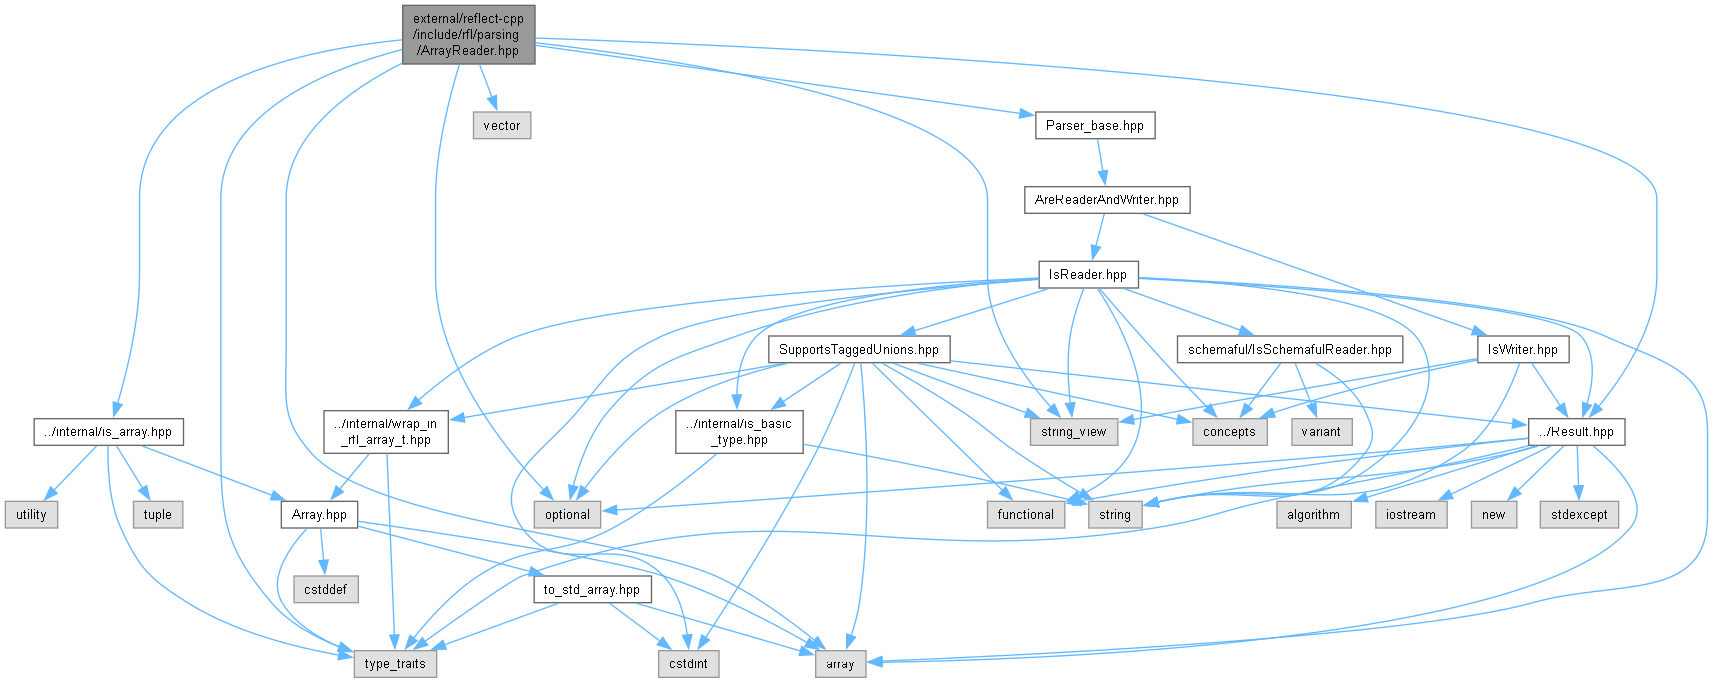 external/reflect-cpp
/include/rfl/parsing
/ArrayReader.hpp
vector
Parser_base.hpp
AreReaderAndWriter.hpp
IsReader.hpp
SupportsTaggedUnions.hpp
schemaful/IsSchemafulReader.hpp
IsWriter.hpp
../internal/is_array.hpp
../internal/wrap_in
_rfl_array_t.hpp
../internal/is_basic
_type.hpp
string_view
concepts
variant
../Result.hpp
utility
tuple
Array.hpp
optional
functional
string
algorithm
iostream
new
stdexcept
cstddef
to_std_array.hpp
type_traits
cstdint
array